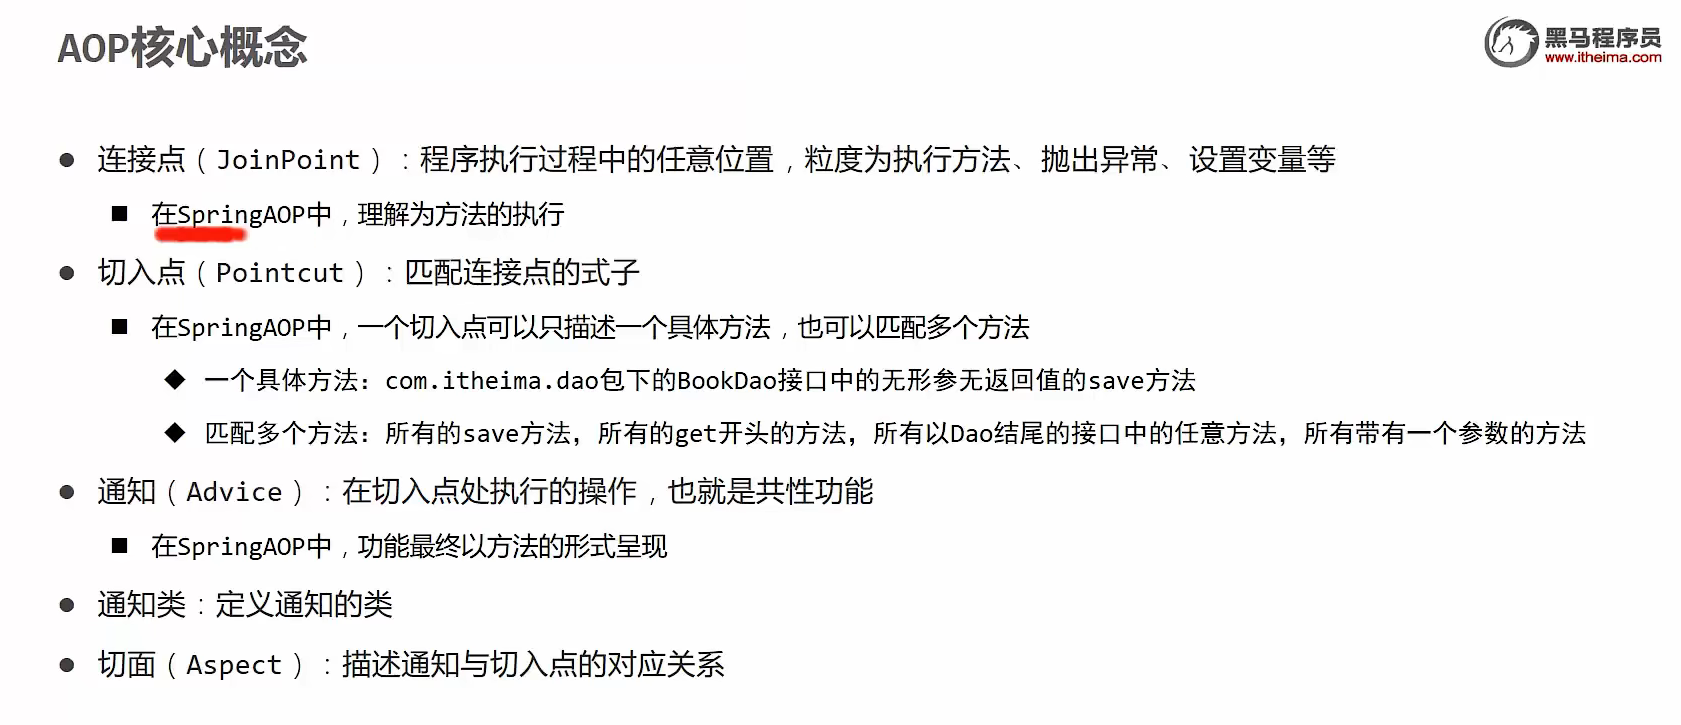 AOP核心概念
黑马程序员
www.itheima.com
连接点（JoinPoint）：程序执行过程中的任意位置，粒度为执行方法、抛出异常、设置变量等
在SpringAOP中，理解为方法的执行
切入点（Pointcut）：匹配连接点的式子
在SpringAOP中，一个切入点可以只描述一个具体方法，也可以匹配多个方法
一个具体方法：com.itheima.dao包下的BookDao接口中的无形参无返回值的save方法
匹配多个方法：所有的save方法，所有的get开头的方法，所有以Dao结尾的接口中的任意方法，所有带有一个参数的方法
通知（Advice）：在切入点处执行的操作，也就是共性功能
在SpringAOP中，功能最终以方法的形式呈现
通知类：定义通知的类
切面（Aspect）：描述通知与切入点的对应关系